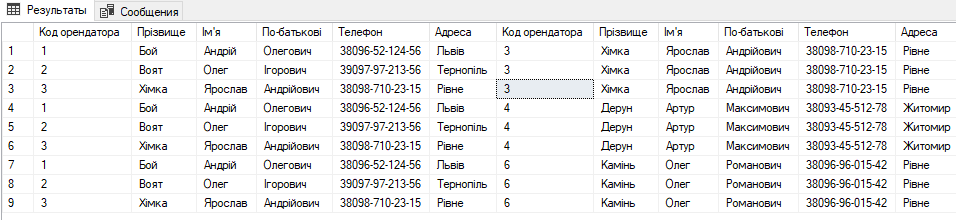 Результаты Сообщения
Код орендатора Прізвище Ім'я По-батькові Телефон Адреса Код орендатора Прізвище Ім'я По-батькові Телефон Адреса
1 1 Бой Андрій Олегович 38096-52-124-56 Львів 3 Хімка Ярослав Андрійович 38098-710-23-15 Рівне
2 2 Воят Олег Ігорович 39097-97-213-56 Тернопіль 3 Хімка Ярослав Андрійович 38098-710-23-15 Рівне
3 3 Хімка Ярослав Андрійович 38098-710-23-15 Рівне 3 Хімка Ярослав Андрійович 38098-710-23-15 Рівне
4 1 Бой Андрій Олегович 38096-52-124-56 Львів 4 Дерун Артур Максимович 38093-45-512-78 Житомир
5 2 Воят Олег Ігорович 39097-97-213-56 Тернопіль 4 Дерун Артур Максимович 38093-45-512-78 Житомир
6 3 Хімка Ярослав Андрійович 38098-710-23-15 Рівне 4 Дерун Артур Максимович 38093-45-512-78 Житомир
7 1 Бой Андрій Олегович 38096-52-124-56 Львів 6 Камінь Олег Романович 38096-96-015-42 Рівне
8 2 Воят Олег Ігорович 39097-97-213-56 Тернопіль 6 Камінь Олег Романович 38096-96-015-42 Рівне
9 3 Хімка Ярослав Андрійович 38098-710-23-15 Рівне 6 Камінь Олег Романович 38096-96-015-42 Рівне